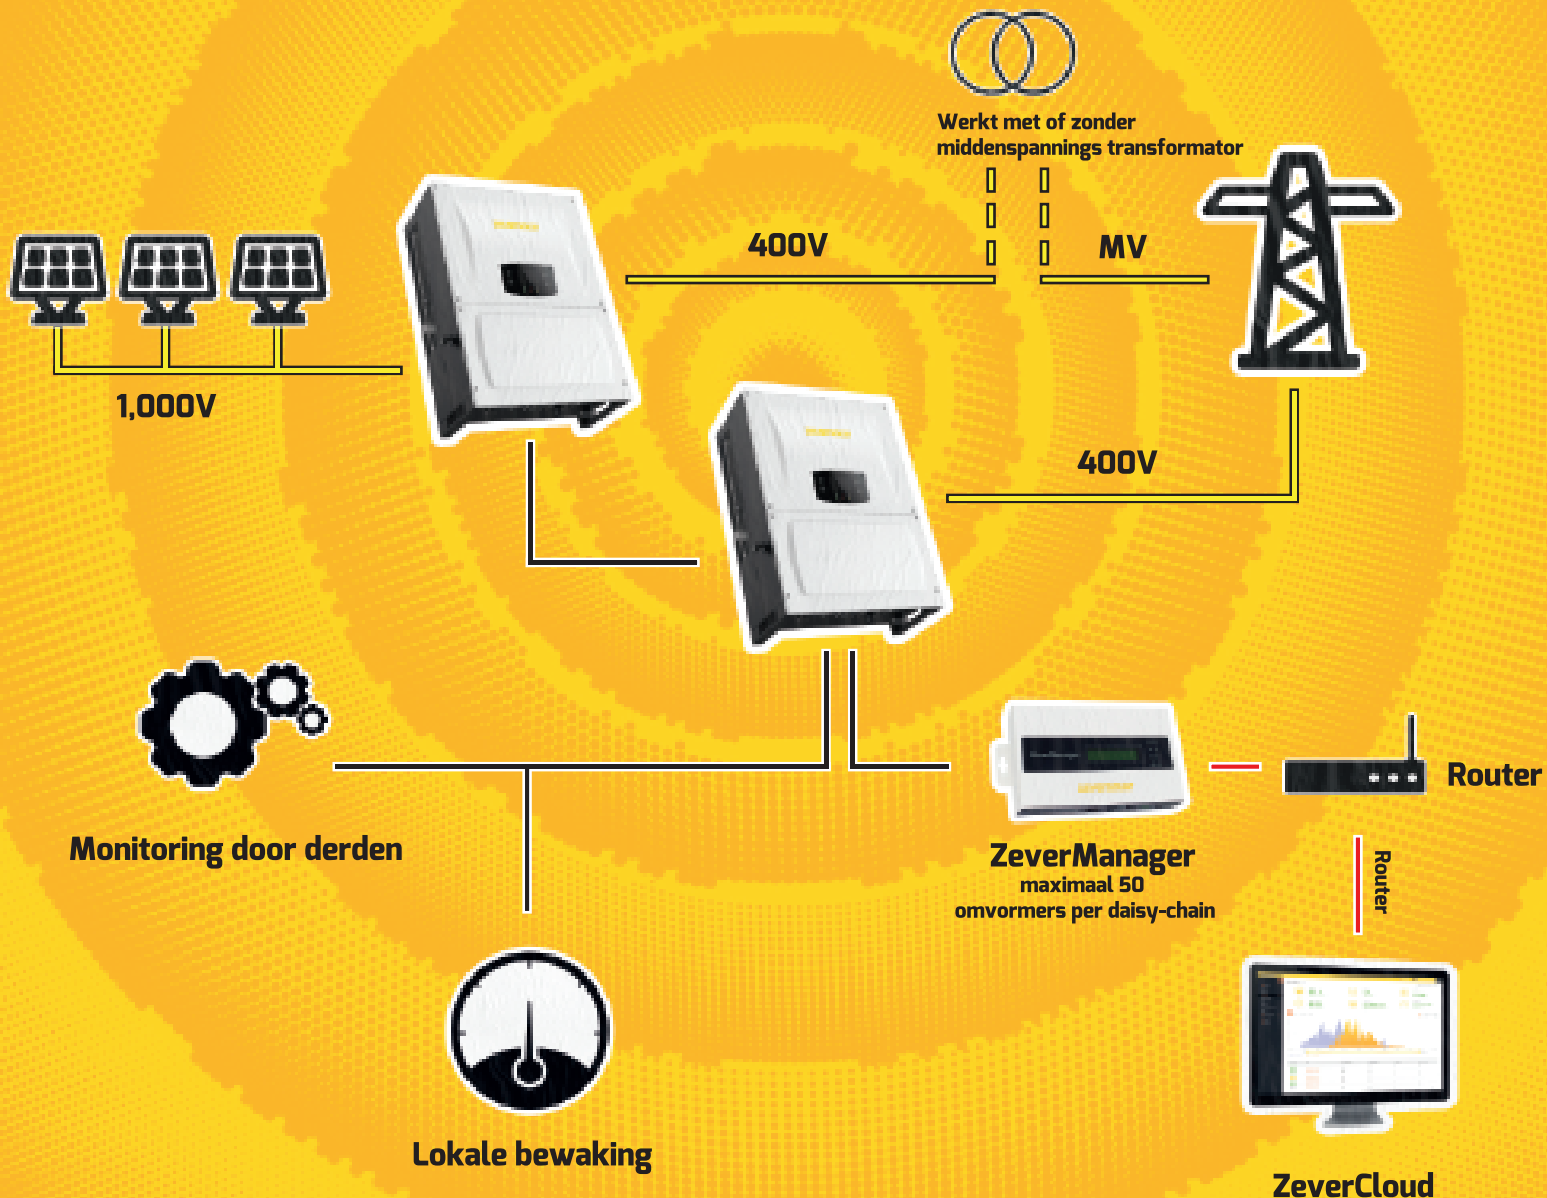 Werkt met of zonder
middenspannings transformator
400V
MV
1,000V
400V
Router
Monitoring door derden
ZeverManager
maximaal 50
omvormers per daisy-chain
Router
Lokale bewaking
ZeverCloud